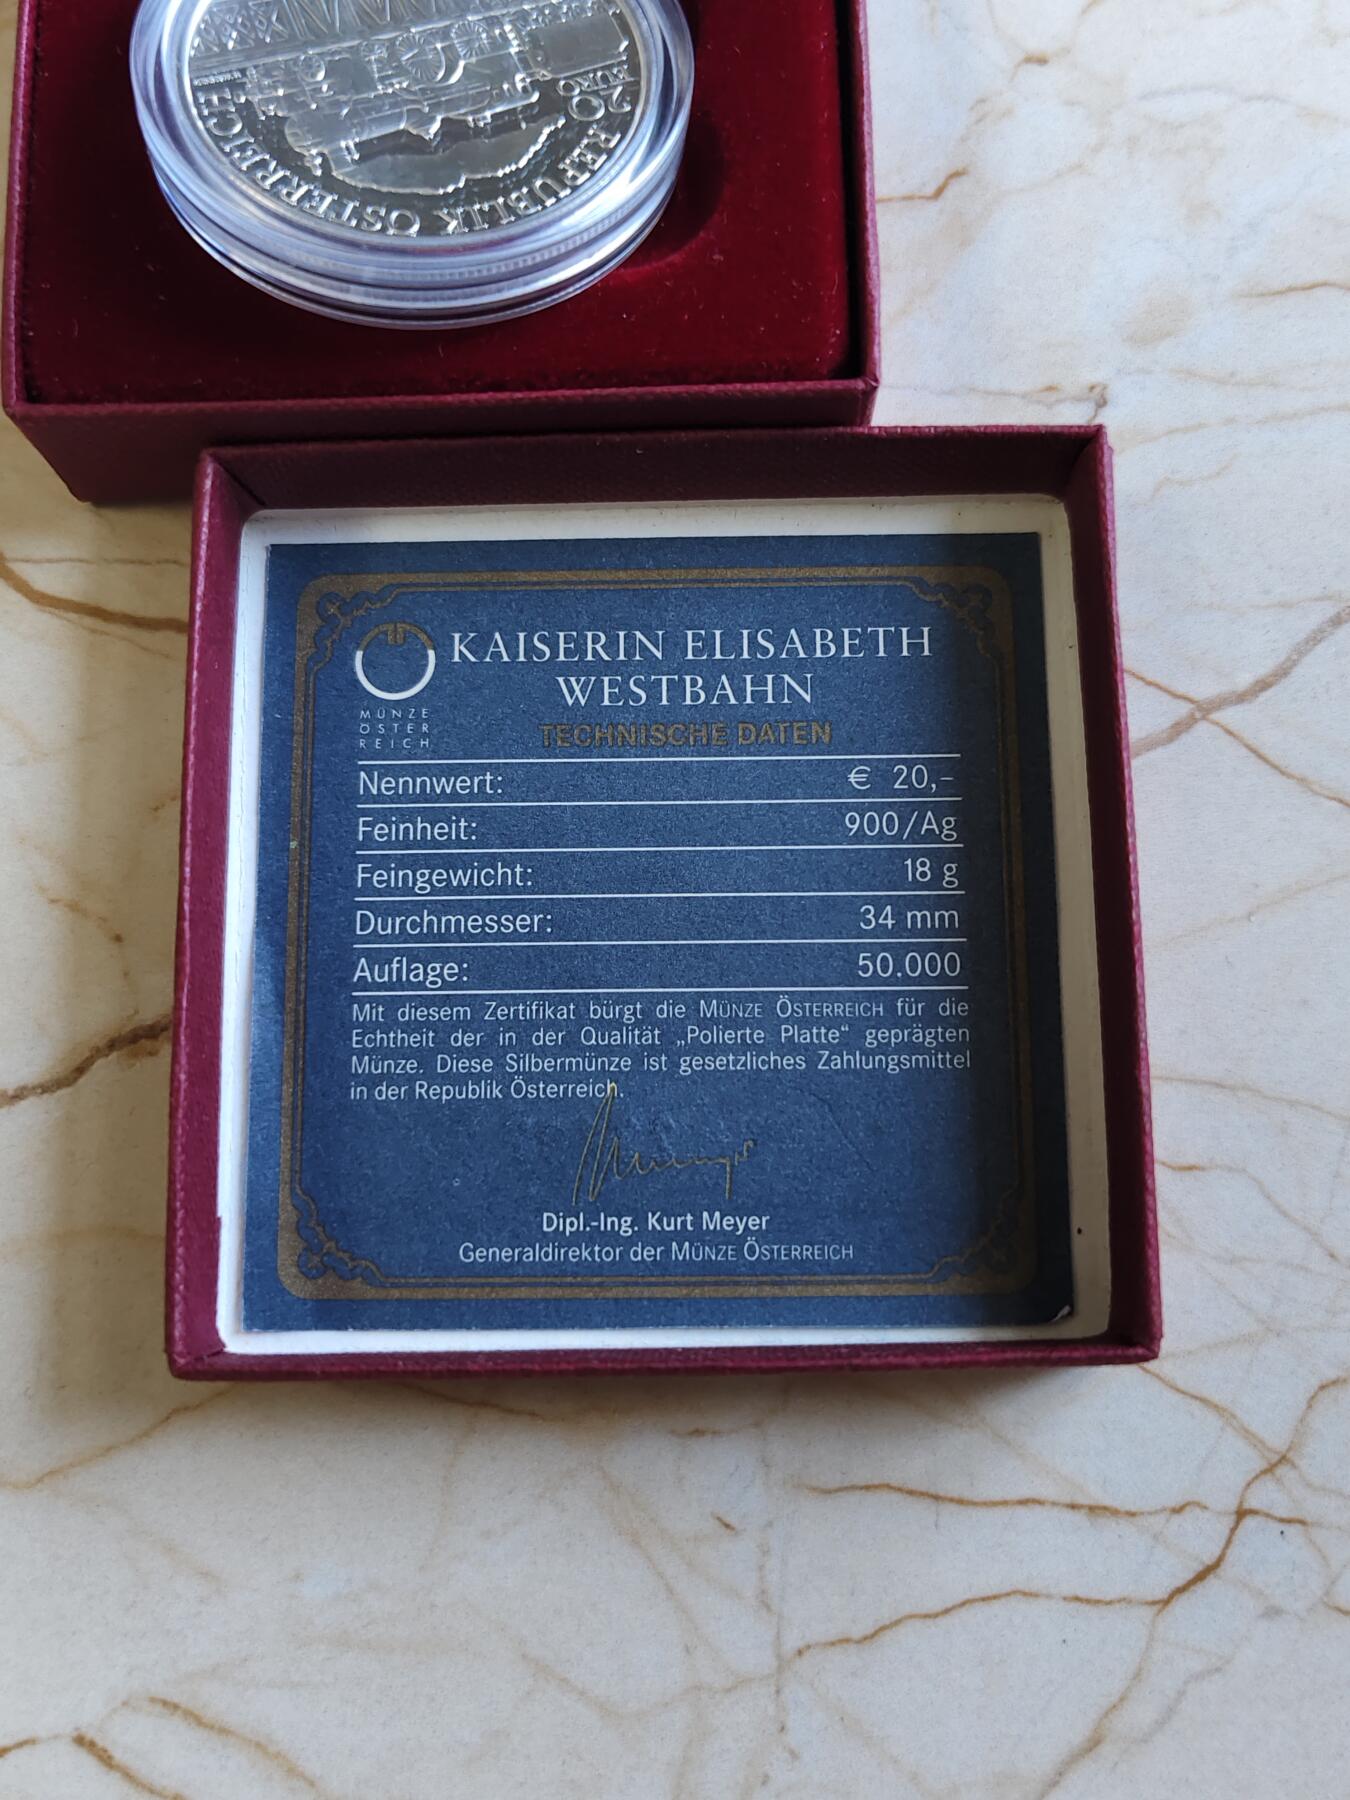 REPUBLIK ÖSTERREICH
20
EURO
KAISERIN ELISABETH
WESTBAHN
MÜNZE
ÖSTER
REICH
TECHNISCHE DATEN
Nennwert: € 20,–
Feinheit: 900/Ag
Feingewicht: 18 g
Durchmesser: 34 mm
Auflage: 50.000
Mit diesem Zertifikat bürgt die MÜNZE ÖSTERREICH für die
Echtheit der in der Qualität „Polierte Platte“ geprägten
Münze. Diese Silbermünze ist gesetzliches Zahlungsmittel
in der Republik Österreich.
Dipl.-Ing. Kurt Meyer
Generaldirektor der MÜNZE ÖSTERREICH